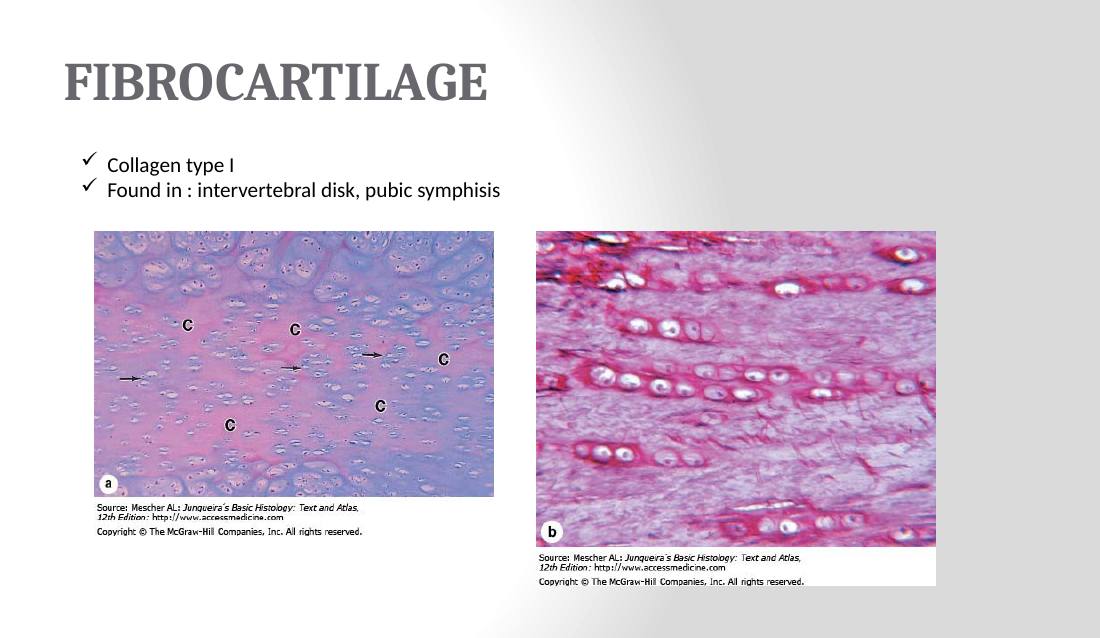 FIBROCARTILAGE
✓ Collagen type I
✓ Found in : intervertebral disk, pubic symphisis
C
C
C
C
C
a
Source: Mescher AL: Junqueira's Basic Histology: Text and Atlas,
12th Edition: http://www.accessmedicine.com
Copyright © The McGraw-Hill Companies, Inc. All rights reserved.
b
Source: Mescher AL: Junqueira's Basic Histology: Text and Atlas,
12th Edition: http://www.accessmedicine.com
Copyright © The McGraw-Hill Companies, Inc. All rights reserved.